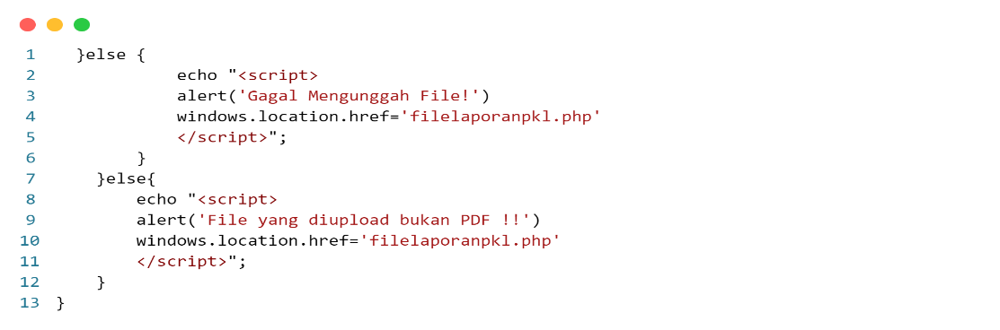 1 }else {
2 echo "<script>
3 alert('Gagal Mengunggah File!')
4 windows.location.href='filelaporanpkl.php'
5 </script>";
6 }
7 }else{
8 echo "<script>
9 alert('File yang diupload bukan PDF !!')
10 windows.location.href='filelaporanpkl.php'
11 </script>";
12 }
13 }